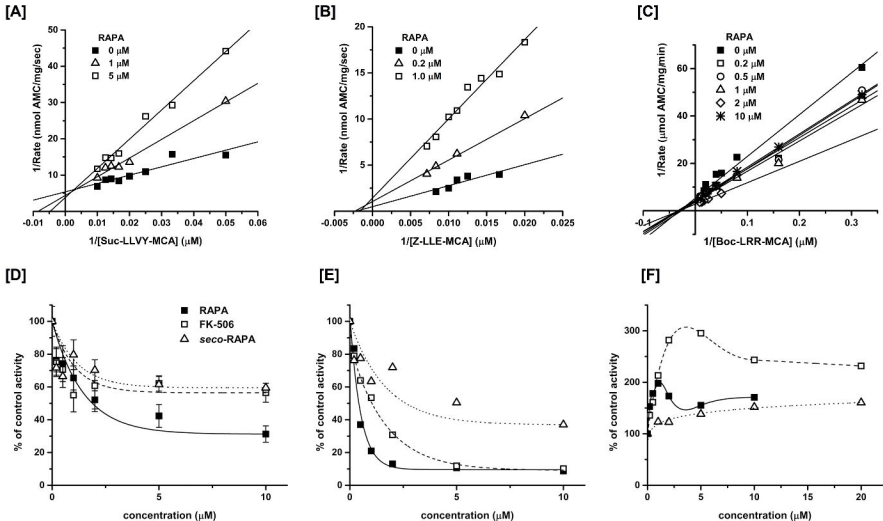 [A]
RAPA
0 µM
1 µM
5 µM
1/Rate (nmol AMC/mg/sec)
50
40
30
20
10
0
-0.01 0.00 0.01 0.02 0.03 0.04 0.05 0.06
1/[Suc-LLVY-MCA] (µM)
[B]
RAPA
0 µM
0.2 µM
1.0 µM
1/Rate (nmol AMC/mg/sec)
20
15
10
5
0
0.000 0.005 0.010 0.015 0.020 0.025
1/[Z-LLE-MCA] (µM)
[C]
RAPA
0 µM
0.2 µM
0.5 µM
1 µM
2 µM
10 µM
1/Rate (µmol AMC/mg/min)
60
40
20
-0.1 0.0 0.1 0.2 0.3 0.4
1/[Boc-LRR-MCA] (µM)
[D]
RAPA
FK-506
seco-RAPA
% of control activity
100
80
60
40
20
0
0 5 10
concentration (µM)
[E]
% of control activity
100
80
60
40
20
0
0 5 10
concentration (µM)
[F]
% of control activity
300
200
100
0
0 5 10 15 20
concentration (µM)